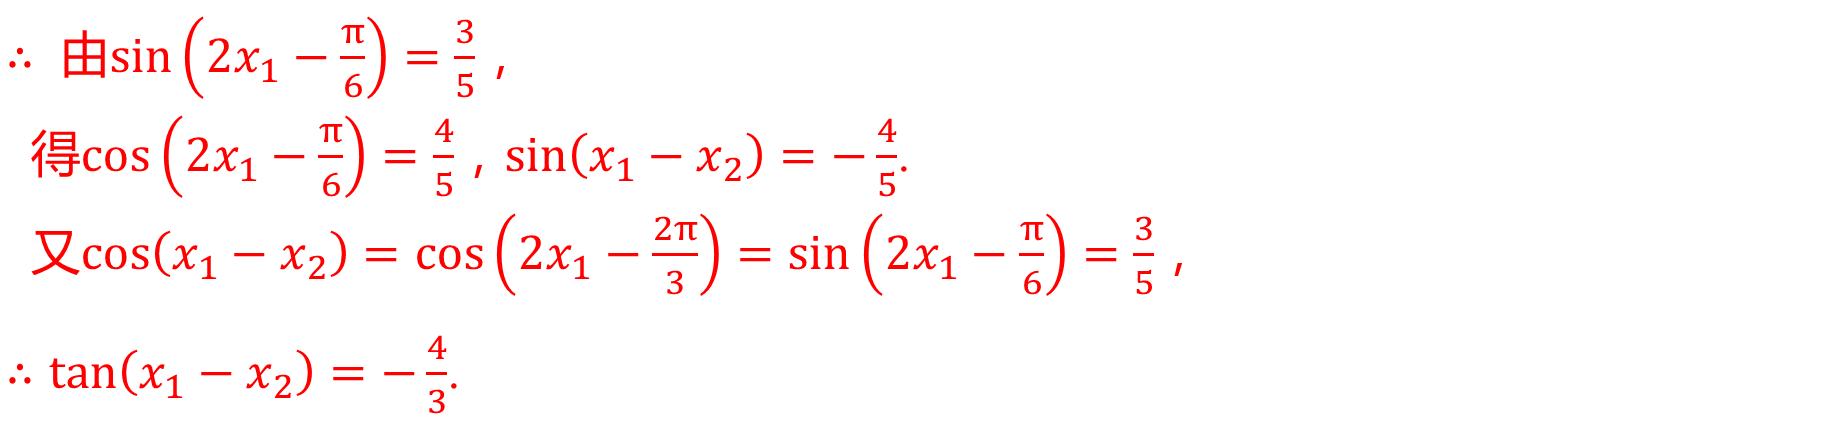 ∴ 由sin(2x₁ − π/6) = 3/5 ,
得cos(2x₁ − π/6) = 4/5 , sin(x₁ − x₂) = −4/5.
又cos(x₁ − x₂) = cos(2x₁ − 2π/3) = sin(2x₁ − π/6) = 3/5 ,
∴ tan(x₁ − x₂) = −4/3.